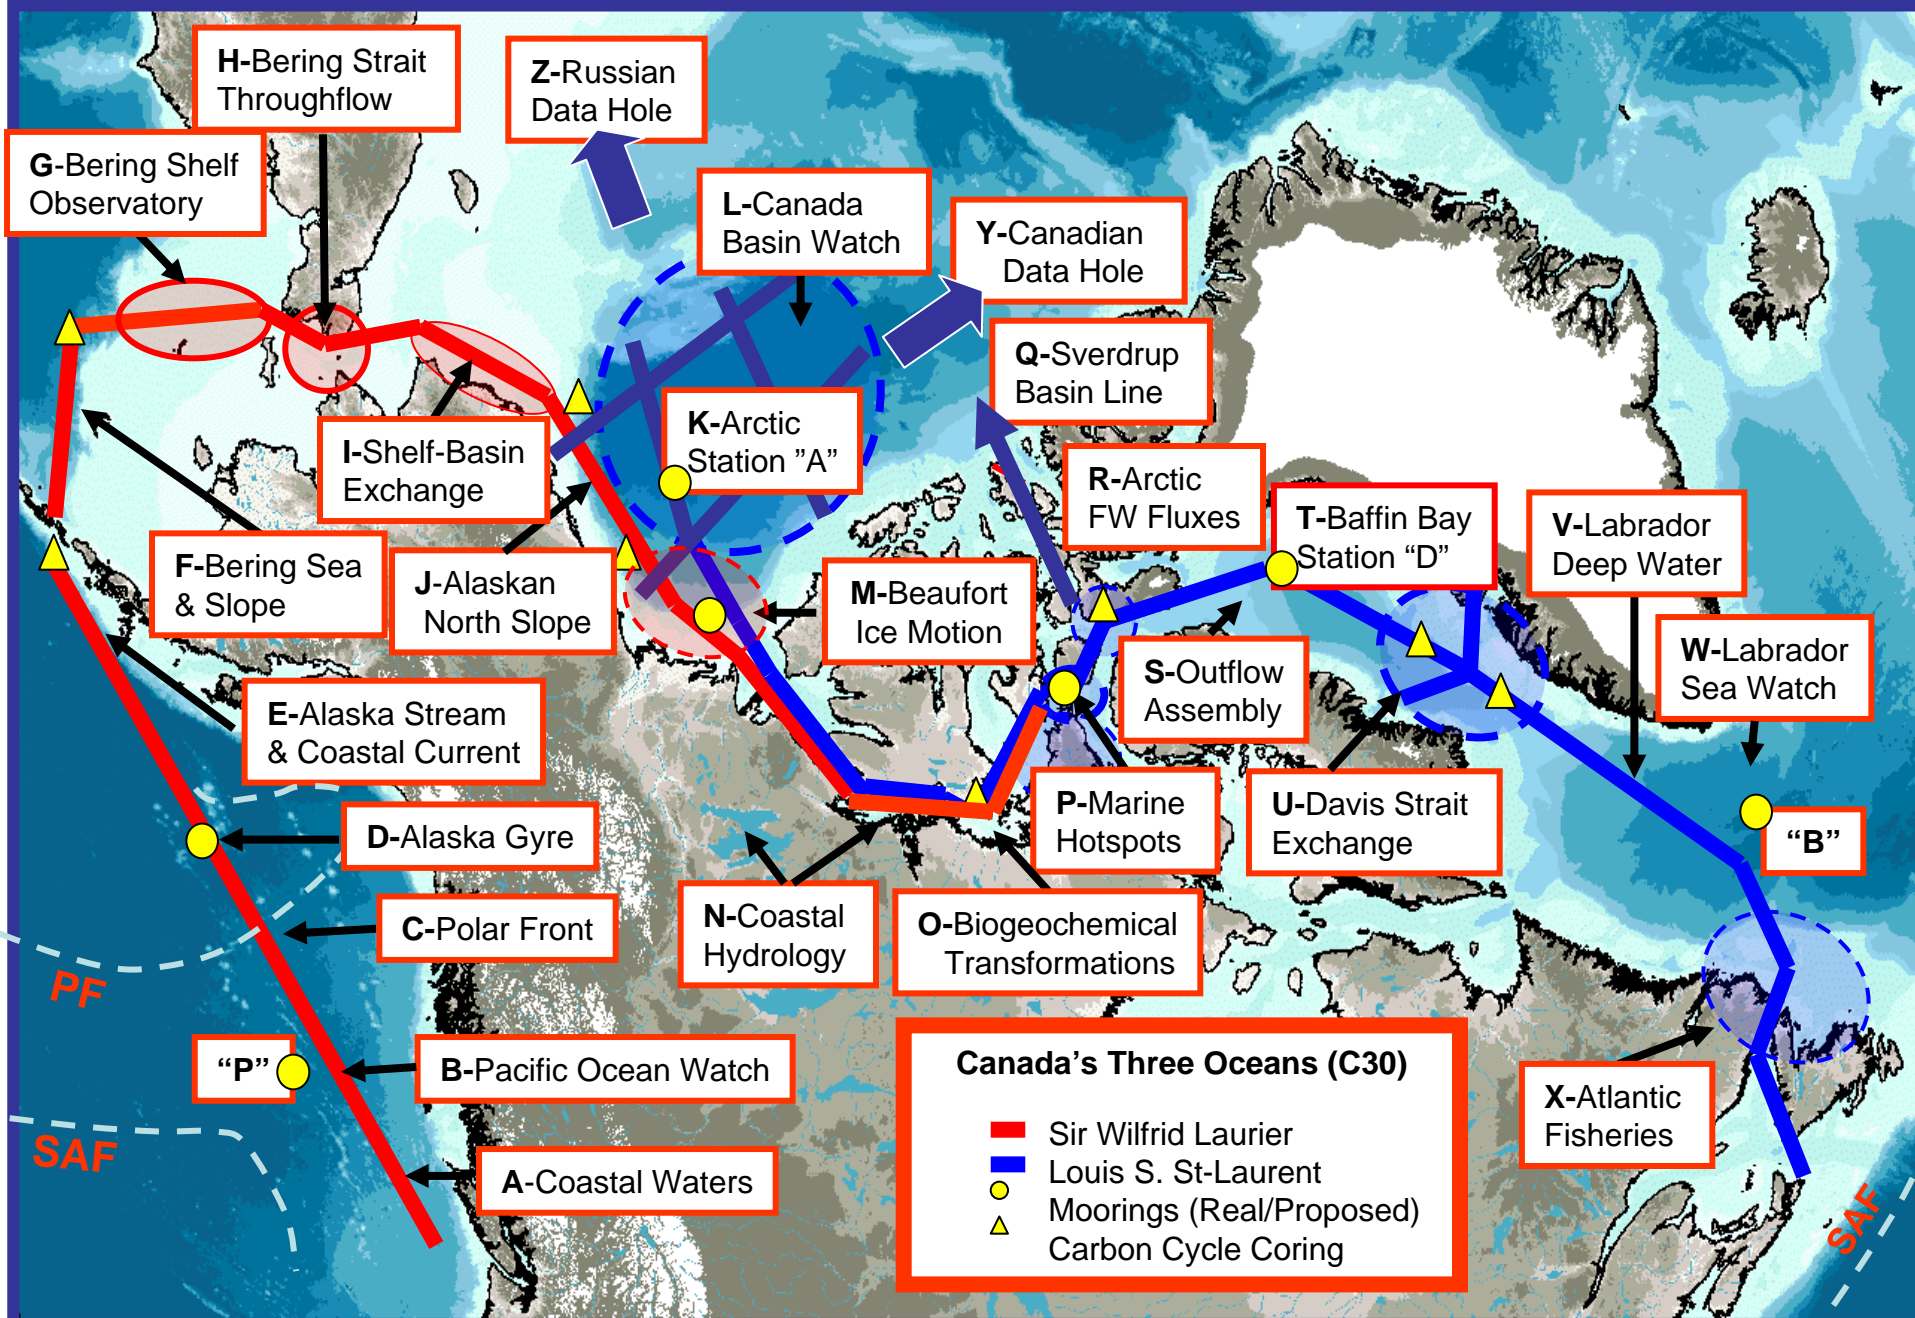 H-Bering Strait
Throughflow
Z-Russian
Data Hole
G-Bering Shelf
Observatory
L-Canada
Basin Watch
Y-Canadian
Data Hole
Q-Sverdrup
Basin Line
K-Arctic
Station "A"
I-Shelf-Basin
Exchange
R-Arctic
FW Fluxes
T-Baffin Bay
Station “D”
V-Labrador
Deep Water
F-Bering Sea
& Slope
J-Alaskan
North Slope
M-Beaufort
Ice Motion
S-Outflow
Assembly
W-Labrador
Sea Watch
E-Alaska Stream
& Coastal Current
P-Marine
Hotspots
U-Davis Strait
Exchange
“B”
D-Alaska Gyre
C-Polar Front
N-Coastal
Hydrology
O-Biogeochemical
Transformations
PF
“P”
B-Pacific Ocean Watch
SAF
A-Coastal Waters
Canada’s Three Oceans (C30)
Sir Wilfrid Laurier
Louis S. St-Laurent
Moorings (Real/Proposed)
Carbon Cycle Coring
X-Atlantic
Fisheries
SAF